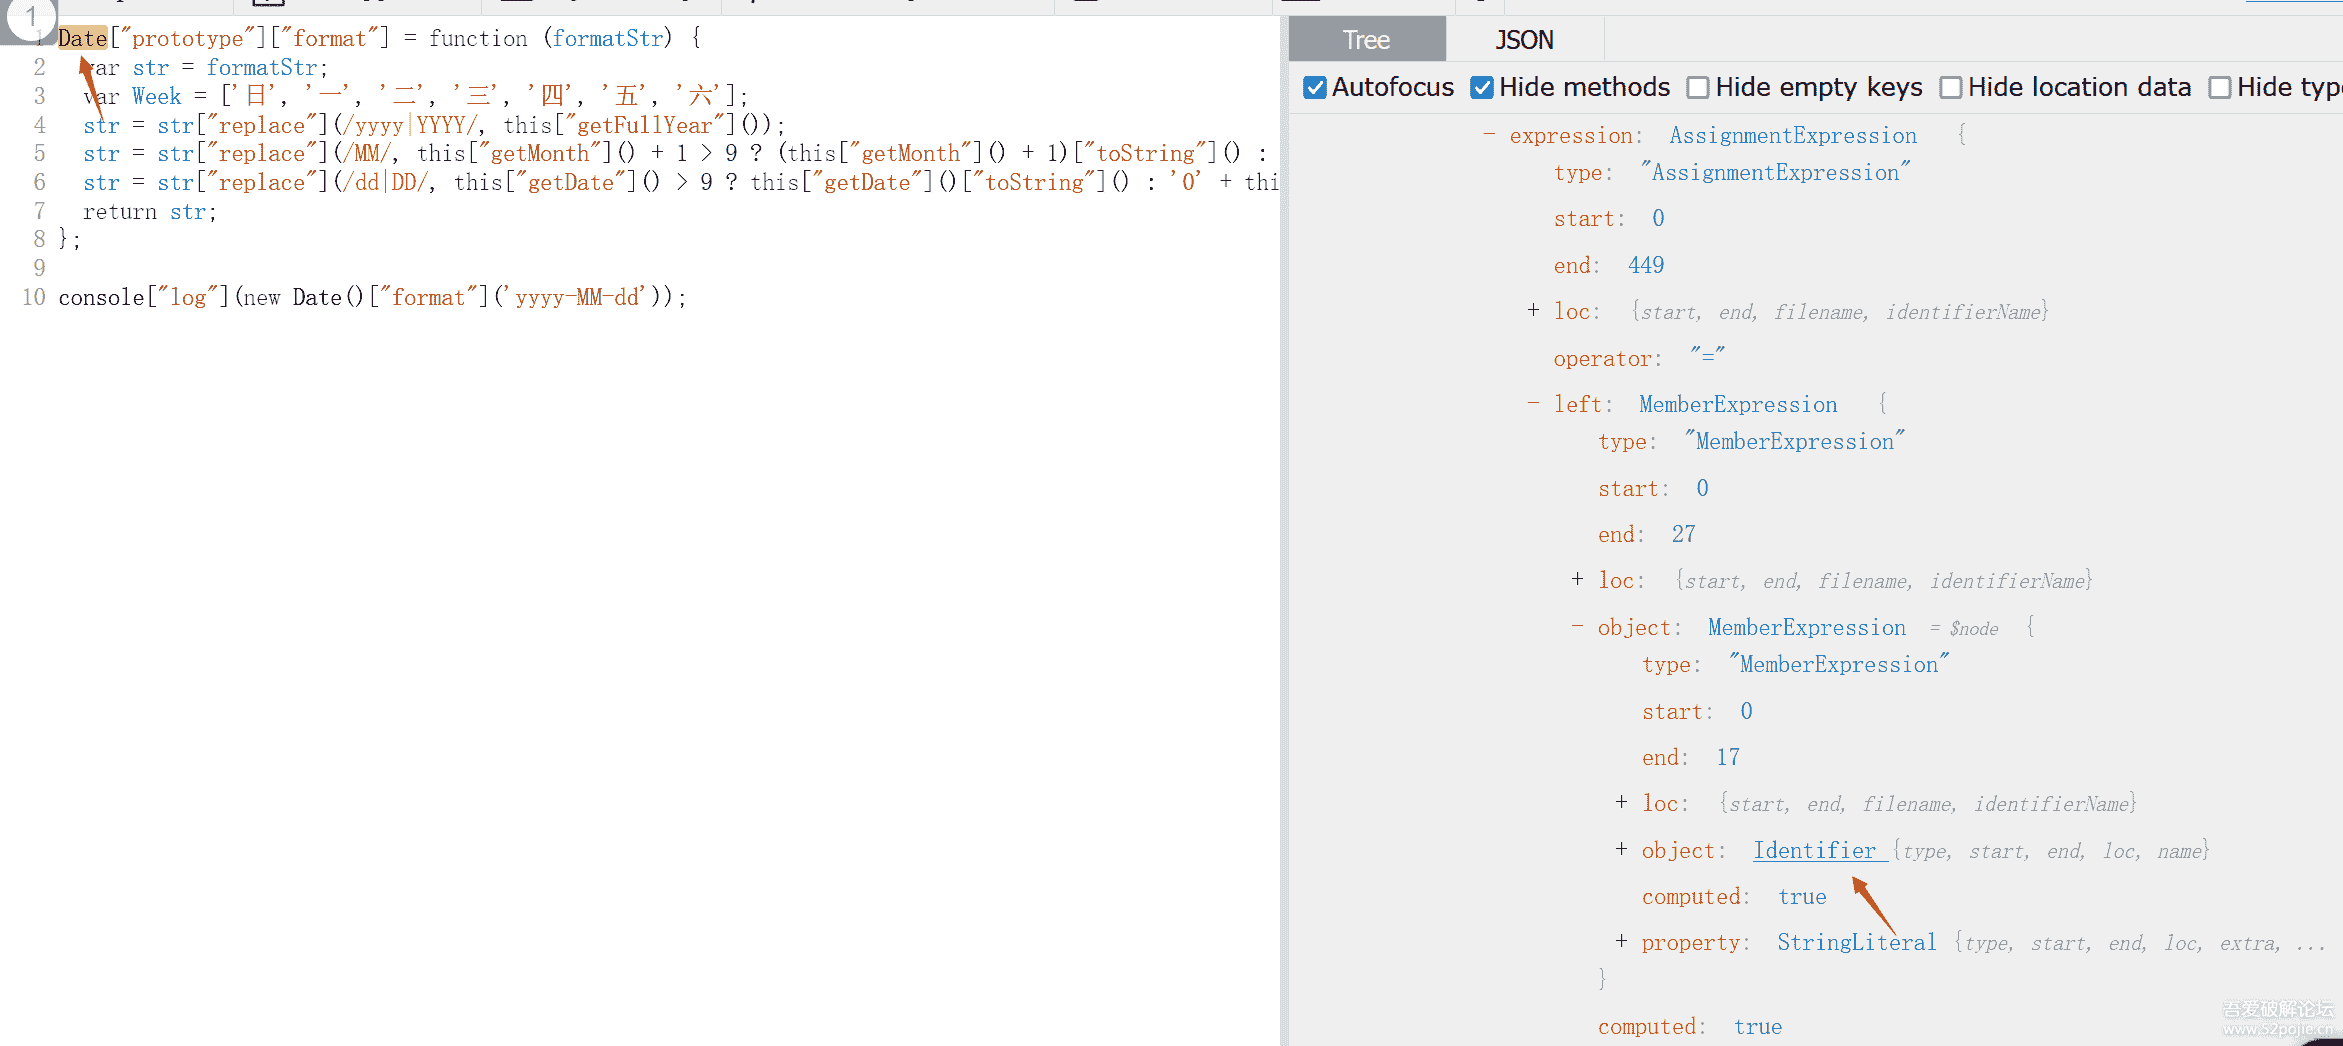 1
1 Date["prototype"]["format"] = function (formatStr) {
2 var str = formatStr;
3 var Week = ['日', '一', '二', '三', '四', '五', '六'];
4 str = str["replace"](/yyyy|YYYY/, this["getFullYear"]());
5 str = str["replace"](/MM/, this["getMonth"]() + 1 > 9 ? (this["getMonth"]() + 1)["toString"]() :
6 str = str["replace"](/dd|DD/, this["getDate"]() > 9 ? this["getDate"]()["toString"]() : '0' + thi
7 return str;
8 };
9
10 console["log"](new Date()["format"]('yyyy-MM-dd'));
Tree JSON
Autofocus Hide methods Hide empty keys Hide location data Hide type
- expression: AssignmentExpression {
type: "AssignmentExpression"
start: 0
end: 449
+ loc: {start, end, filename, identifierName}
operator: "="
- left: MemberExpression {
type: "MemberExpression"
start: 0
end: 27
+ loc: {start, end, filename, identifierName}
- object: MemberExpression = $node {
type: "MemberExpression"
start: 0
end: 17
+ loc: {start, end, filename, identifierName}
+ object: Identifier {type, start, end, loc, name}
computed: true
+ property: StringLiteral {type, start, end, loc, extra, ...
}
computed: true
吾爱破解论坛
www.52pojie.cn